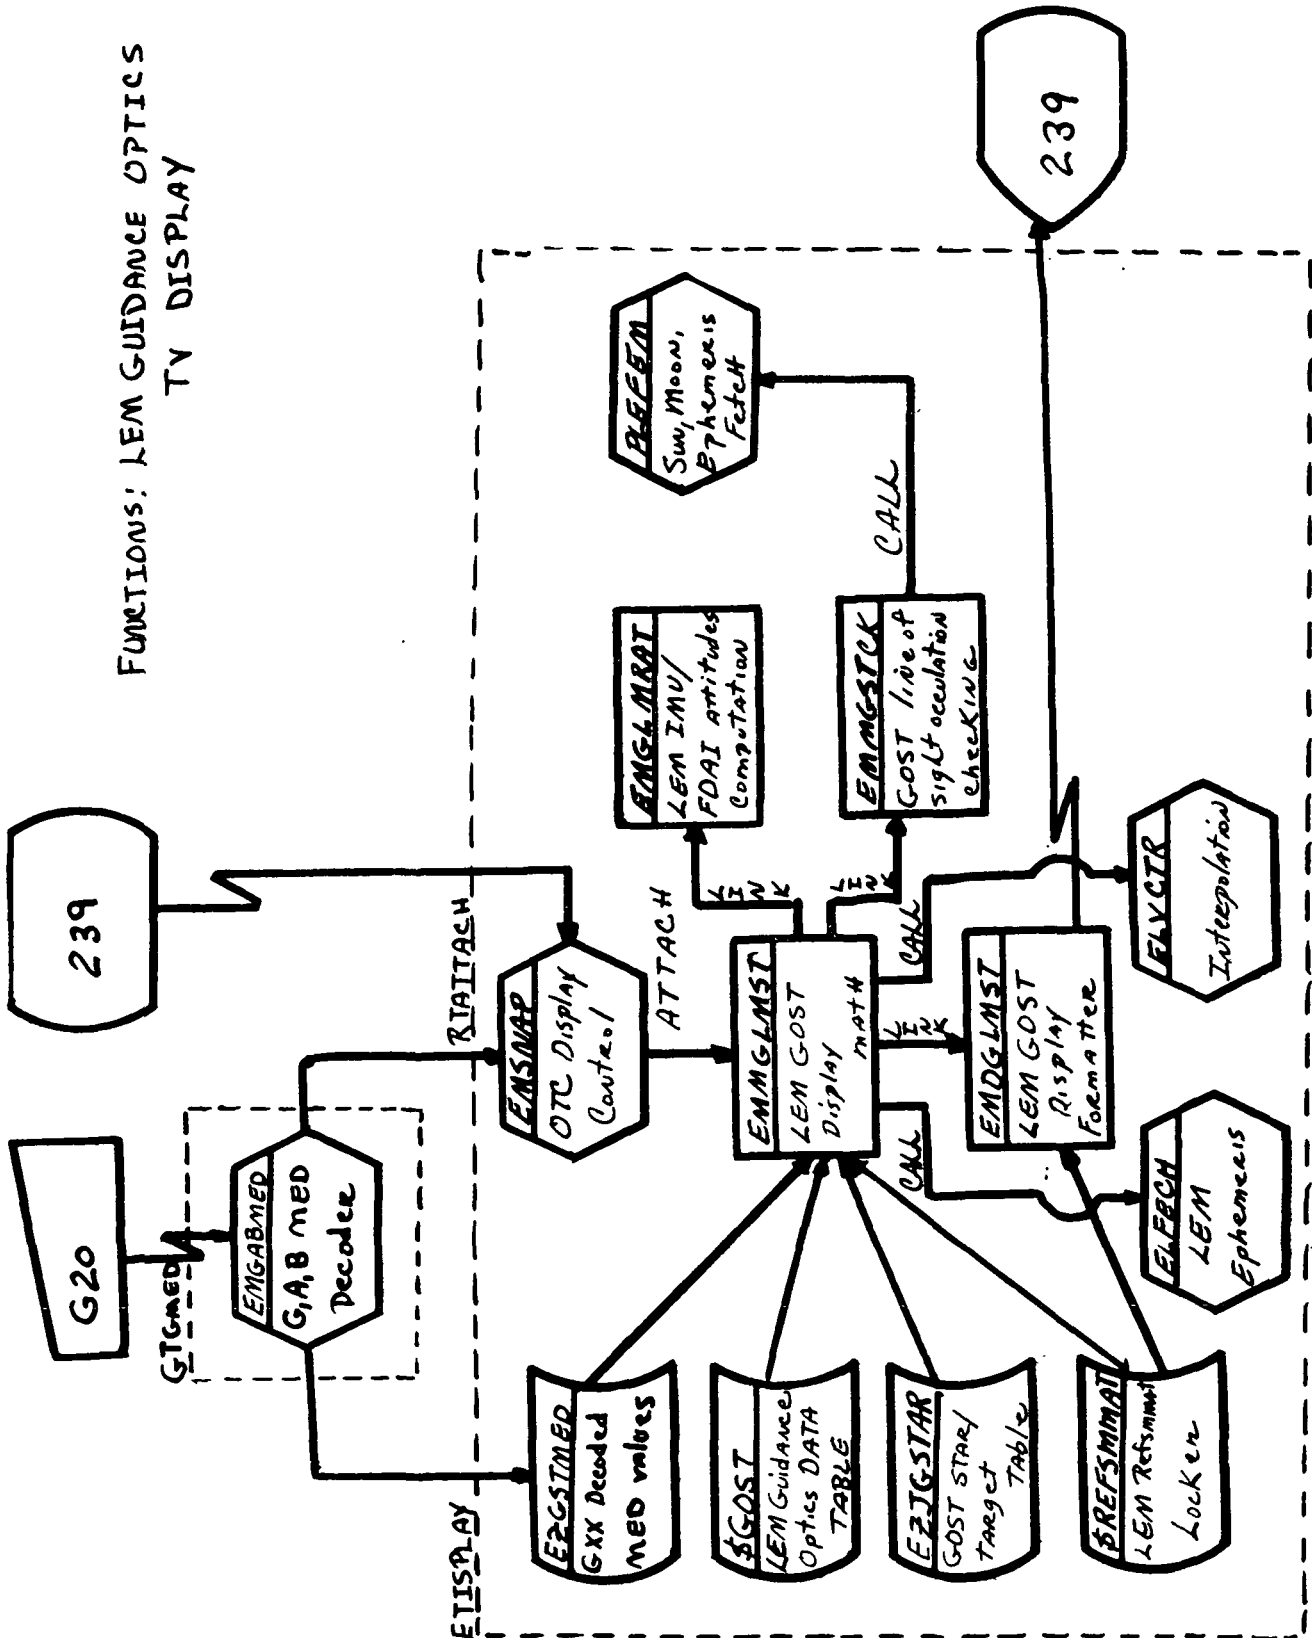 FUNCTIONS: LEM GUIDANCE OPTICS
TV DISPLAY
G20
239
GTGMED
EMGABMED
G,A,B MED
Decoder
RTATTACH
ETISPLAY
EMSNAP
OTC Display
Control
ATTACH
EZGSTMED
GXX Decoded
MED values
$GOST
LEM Guidance
Optics DATA
TABLE
EZJGSTAR
GOST STAR/
target
TABLE
$REFSMMAT
LEM Refsmmat
Locker
EMMGLMST
LEM GOST
Display
MATH
LINK
EMGLMRAT
LEM IMU/
FDAI Attitudes
Computation
LINK
EMMGSTCK
GOST line of
sight occulation
checking
CALL
PLEFEM
Sun, Moon,
Ephemeris
Fetch
CALL
ELFECH
LEM
Ephemeris
LINK
EMDGLMST
LEM GOST
Display
Formatter
CALL
ELVCTR
Interpolation
239